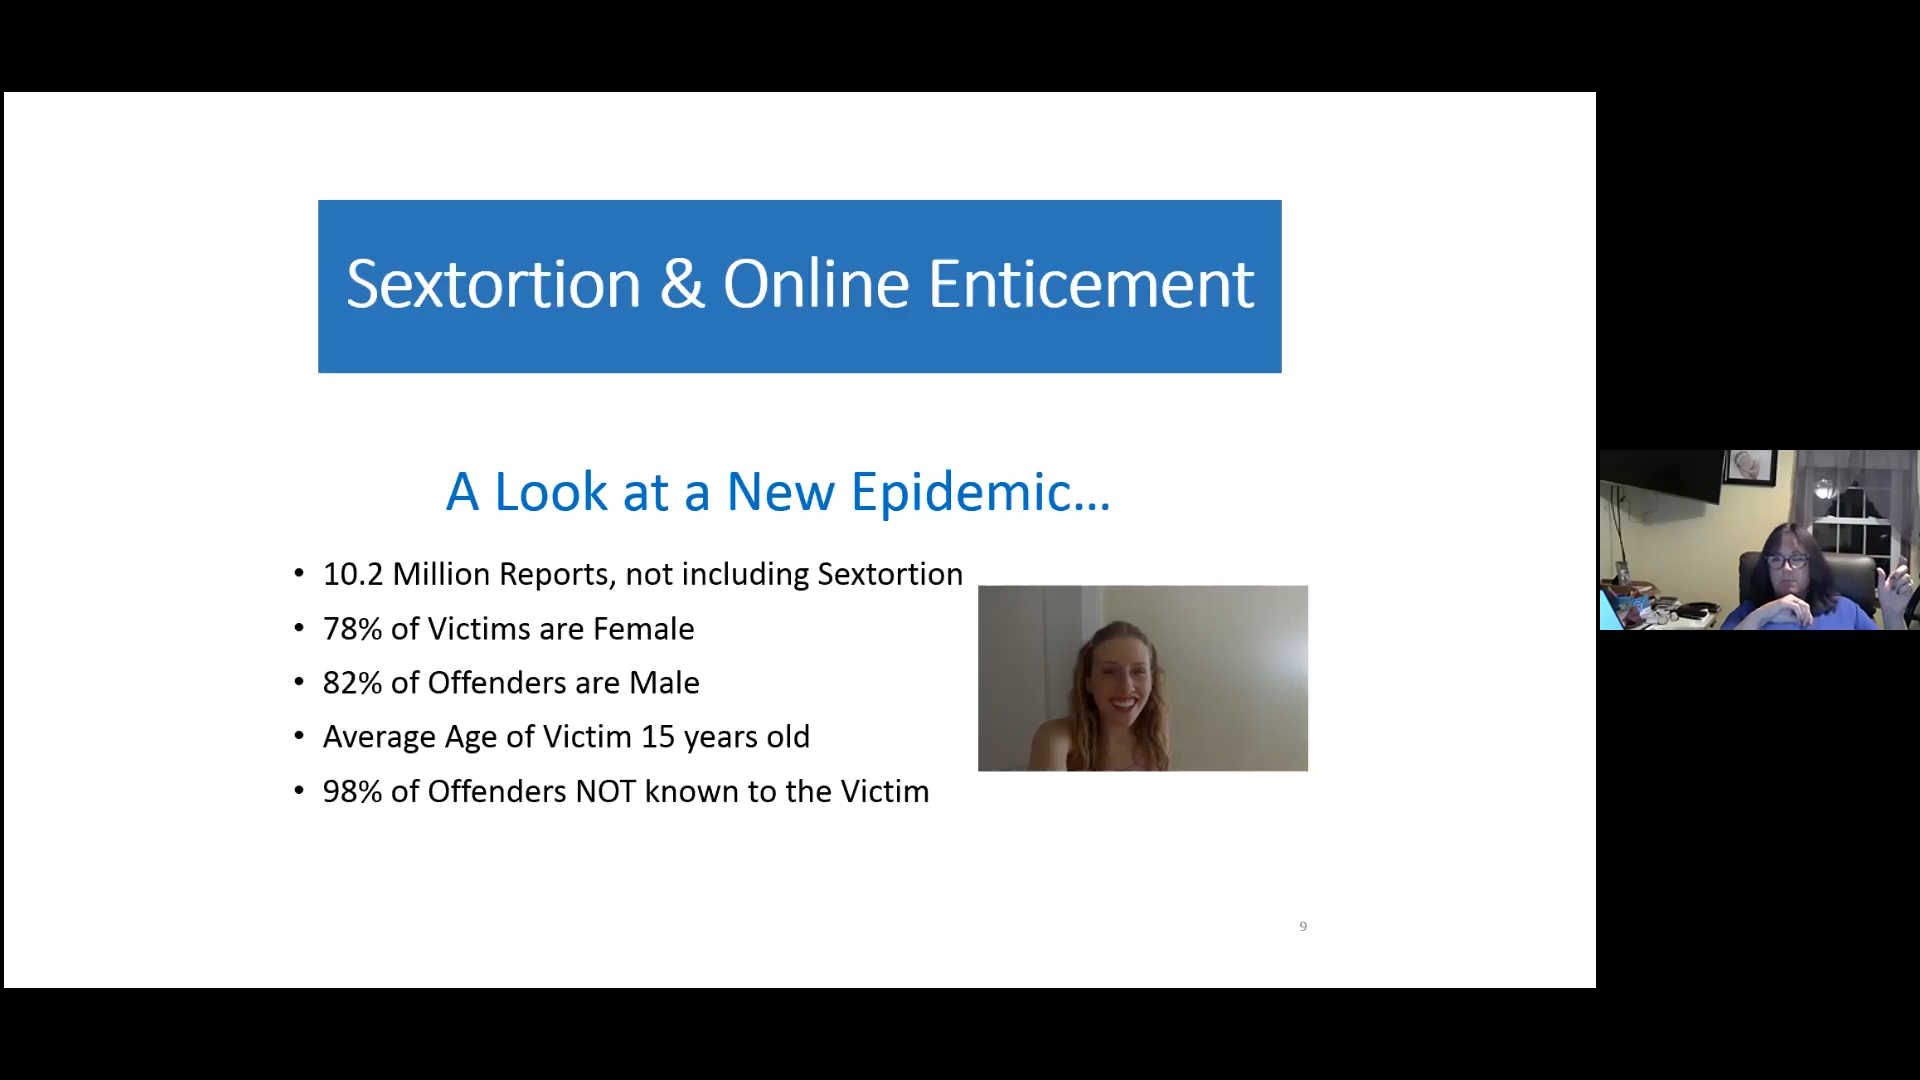 Sextortion & Online Enticement
A Look at a New Epidemic...
• 10.2 Million Reports, not including Sextortion
• 78% of Victims are Female
• 82% of Offenders are Male
• Average Age of Victim 15 years old
• 98% of Offenders NOT known to the Victim
9